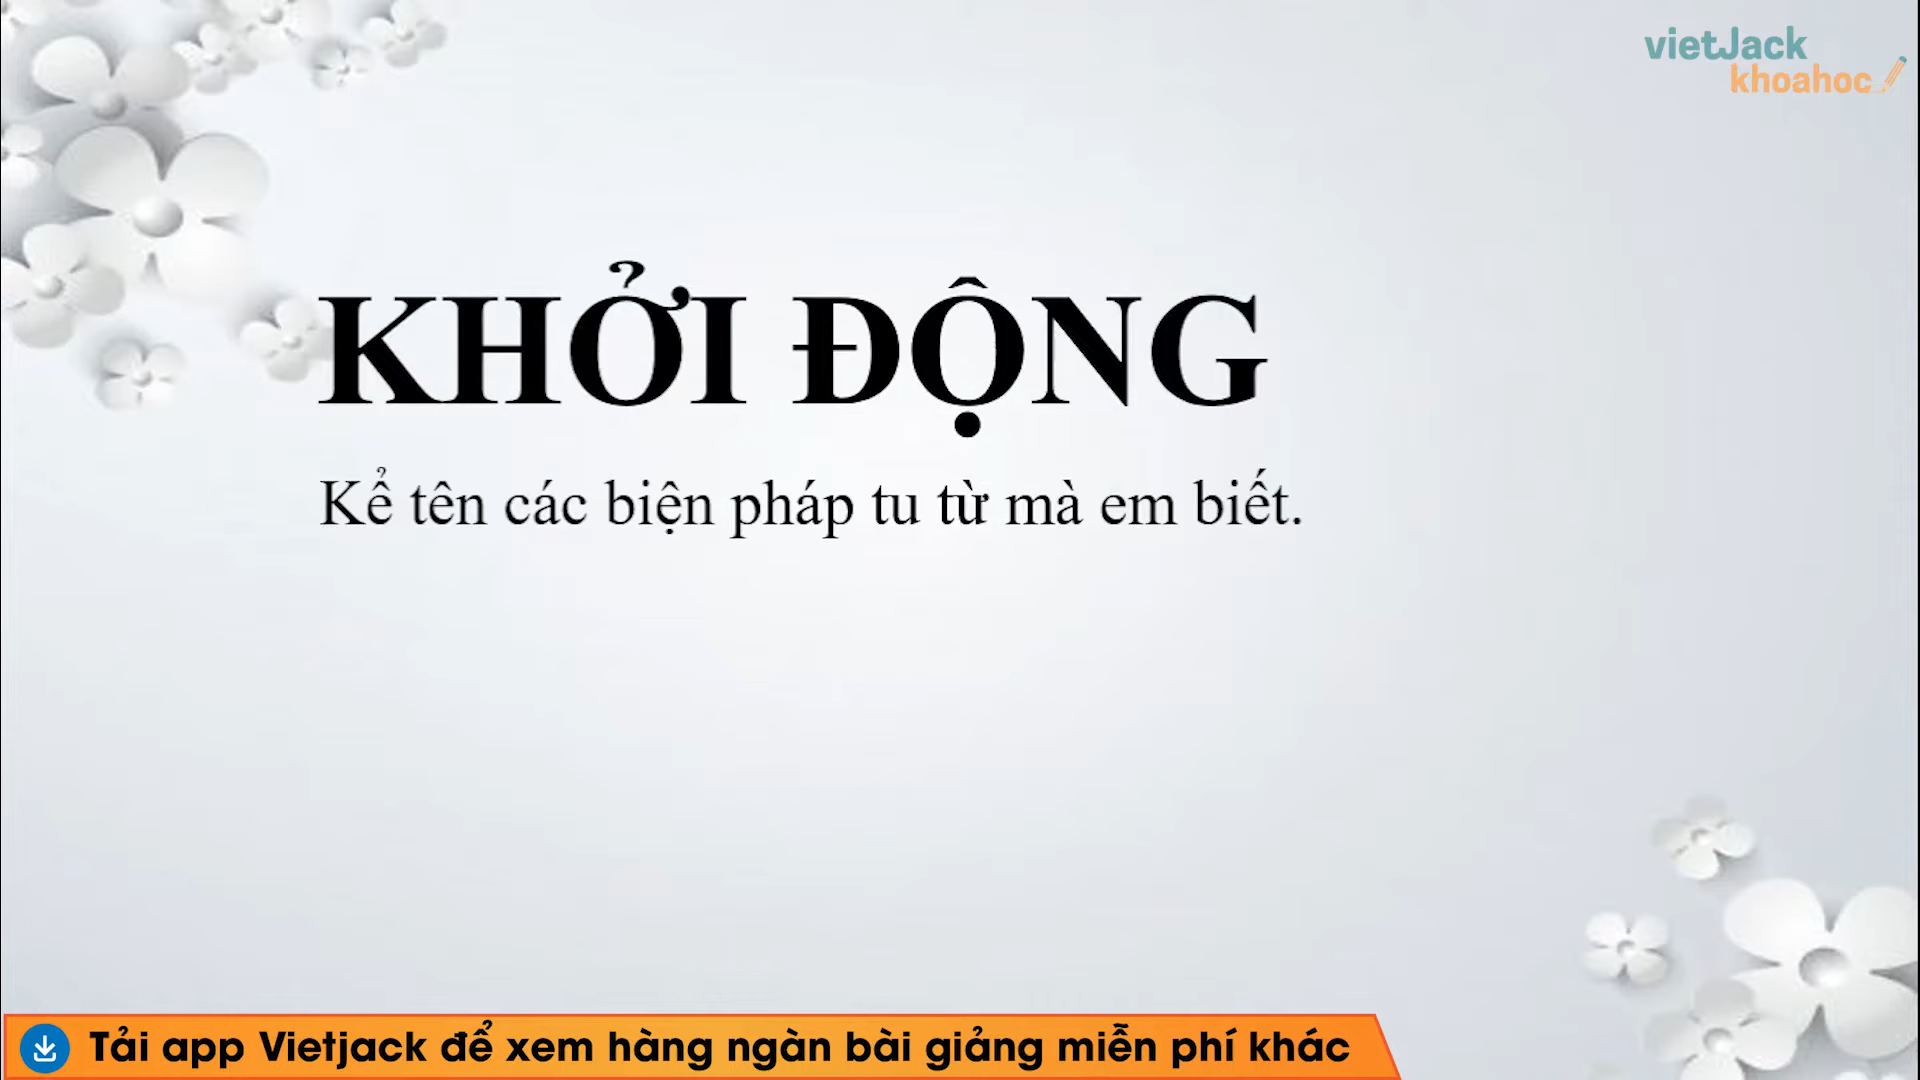 vietJack
khoahoc
KHỞI ĐỘNG
Kể tên các biện pháp tu từ mà em biết.
Tải app Vietjack để xem hàng ngàn bài giảng miễn phí khác